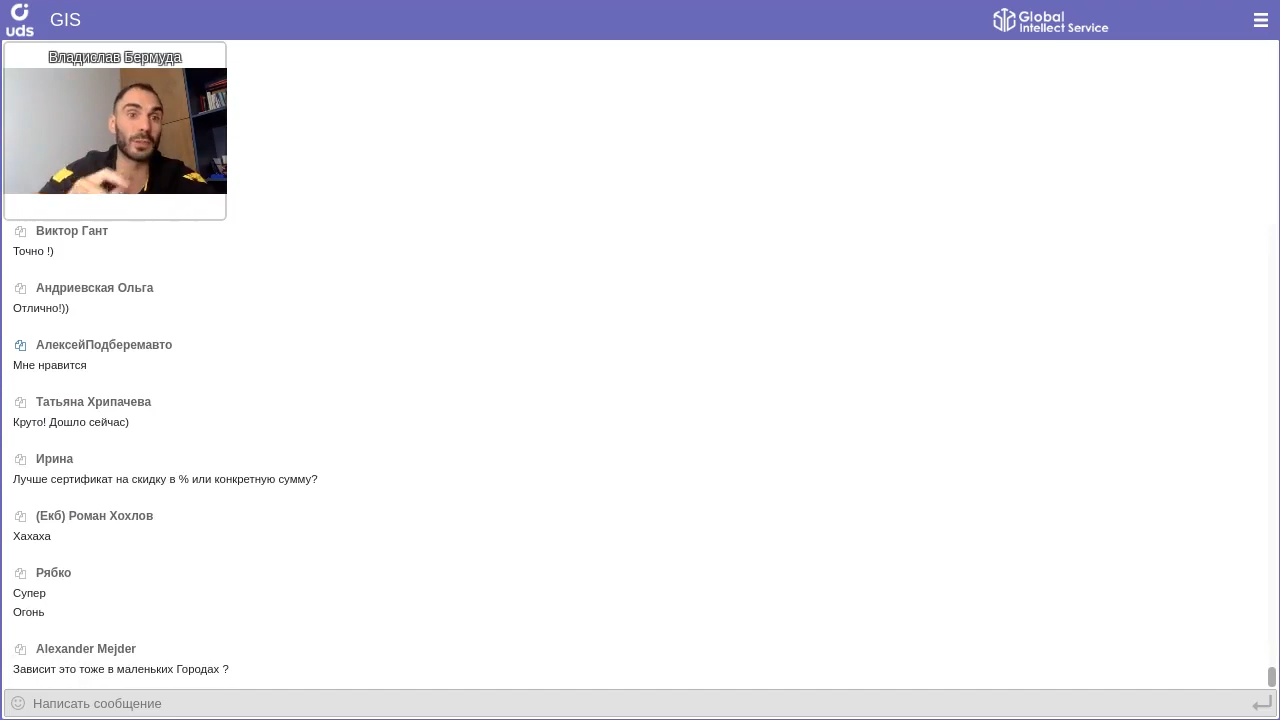 uds
GIS
Global
Intellect Service
Владислав Бермуда
Виктор Гант
Точно !)
Андриевская Ольга
Отлично!))
АлексейПодберемавто
Мне нравится
Татьяна Хрипачева
Круто! Дошло сейчас)
Ирина
Лучше сертификат на скидку в % или конкретную сумму?
(Екб) Роман Хохлов
Хахаха
Рябко
Супер
Огонь
Alexander Mejder
Зависит это тоже в маленьких Городах ?
Написать сообщение